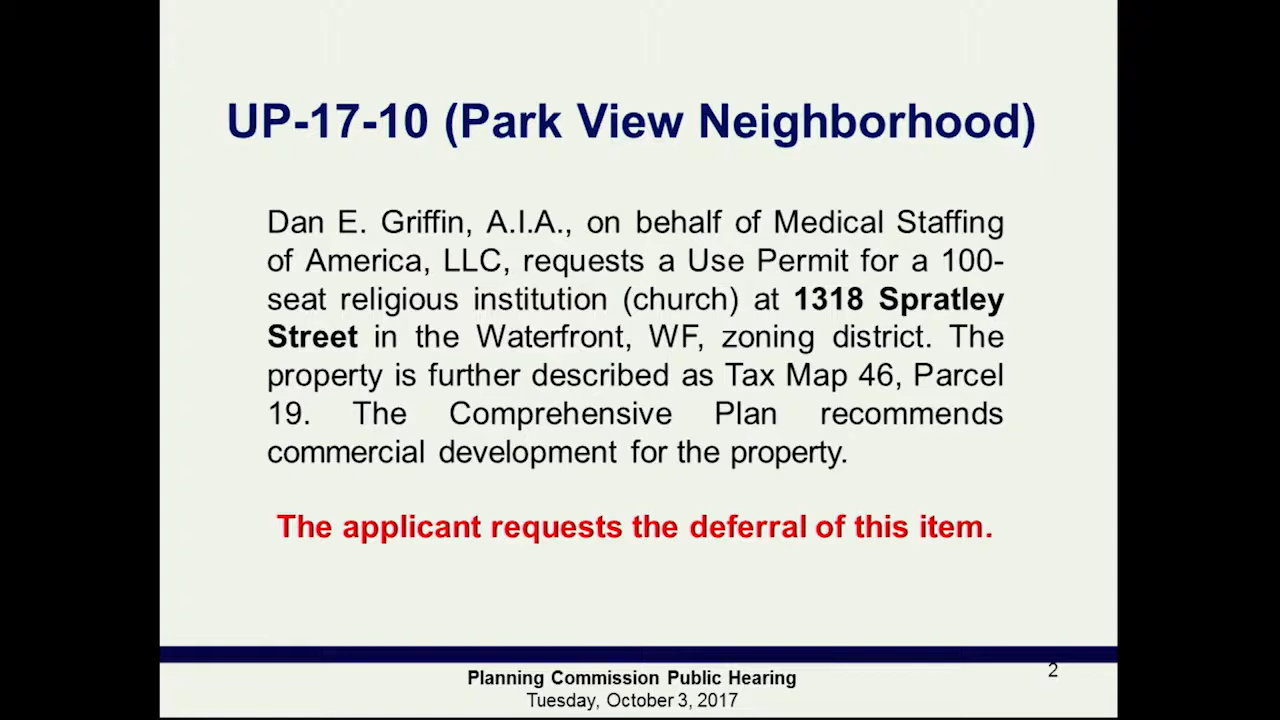 UP-17-10 (Park View Neighborhood)
Dan E. Griffin, A.I.A., on behalf of Medical Staffing
of America, LLC, requests a Use Permit for a 100-
seat religious institution (church) at 1318 Spratley
Street in the Waterfront, WF, zoning district. The
property is further described as Tax Map 46, Parcel
19. The Comprehensive Plan recommends
commercial development for the property.
The applicant requests the deferral of this item.
Planning Commission Public Hearing
Tuesday, October 3, 2017
2